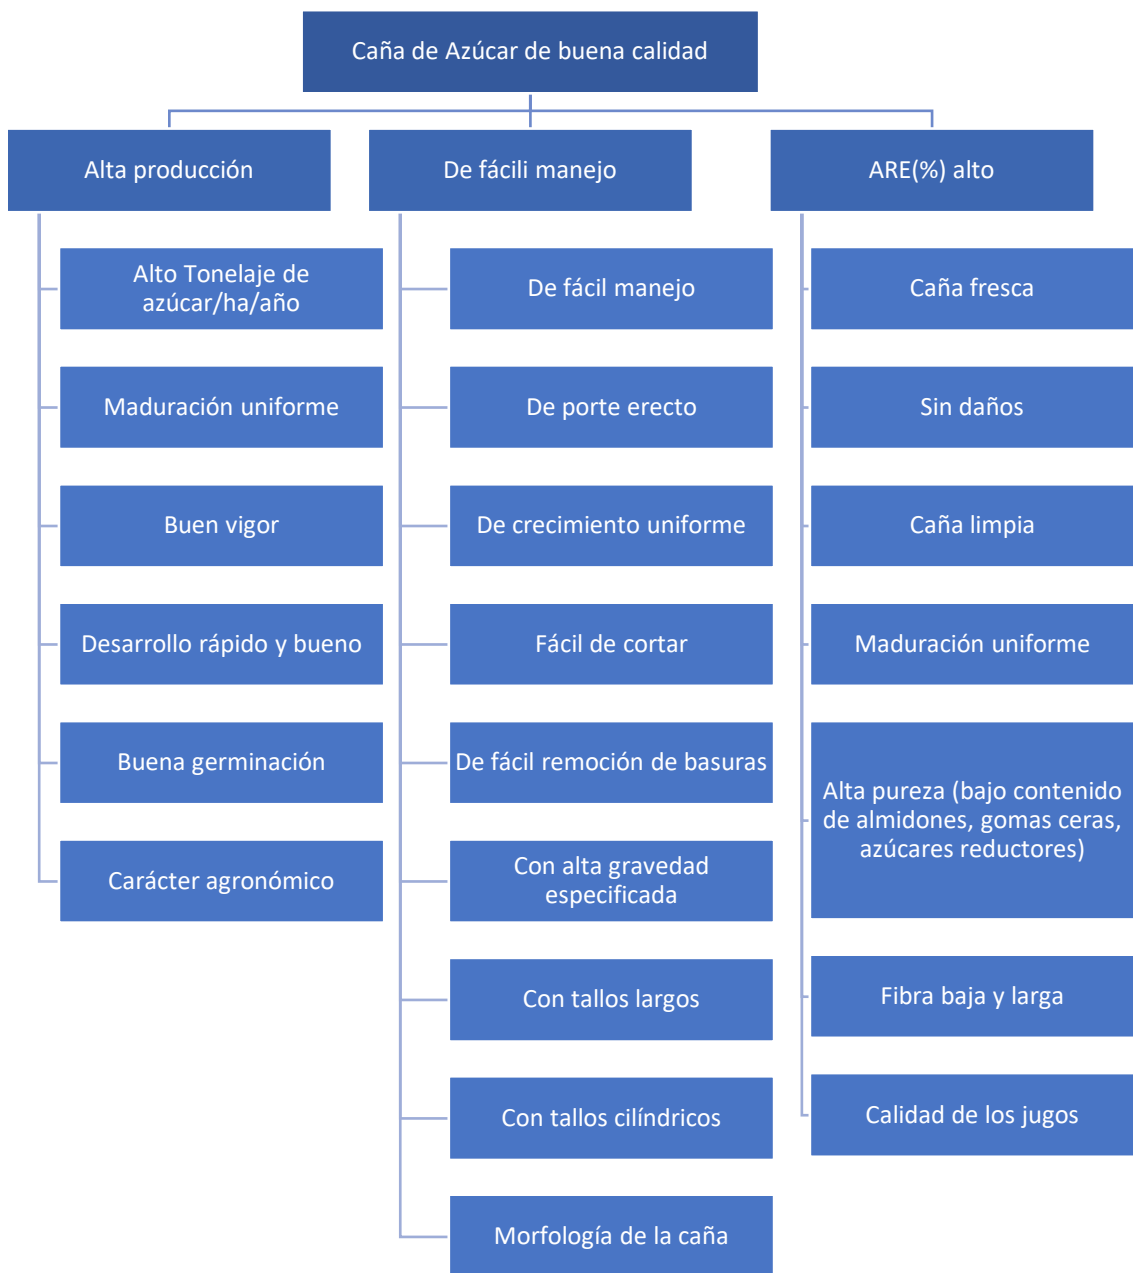 Caña de Azúcar de buena calidad
Alta producción
Alto Tonelaje de
azúcar/ha/año
Maduración uniforme
Buen vigor
Desarrollo rápido y bueno
Buena germinación
Carácter agronómico
De fácili manejo
De fácil manejo
De porte erecto
De crecimiento uniforme
Fácil de cortar
De fácil remoción de basuras
Con alta gravedad
especificada
Con tallos largos
Con tallos cilíndricos
Morfología de la caña
ARE(%) alto
Caña fresca
Sin daños
Caña limpia
Maduración uniforme
Alta pureza (bajo contenido
de almidones, gomas ceras,
azúcares reductores)
Fibra baja y larga
Calidad de los jugos